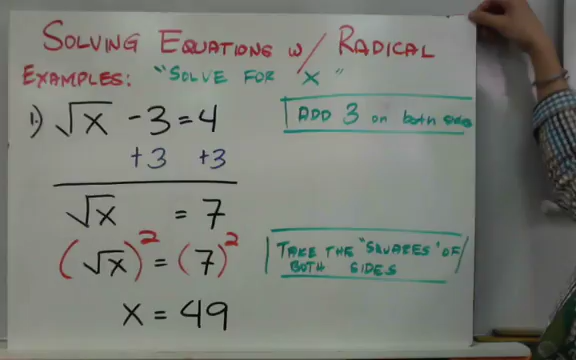 SOLVING EQUATIONS W/ RADICAL
EXAMPLES: "SOLVE FOR X"
1.) √x - 3 = 4
ADD 3 on both sides
+3 +3
√x = 7
(√x)² = (7)²
TAKE THE "SQUARES" OF
BOTH SIDES
x = 49